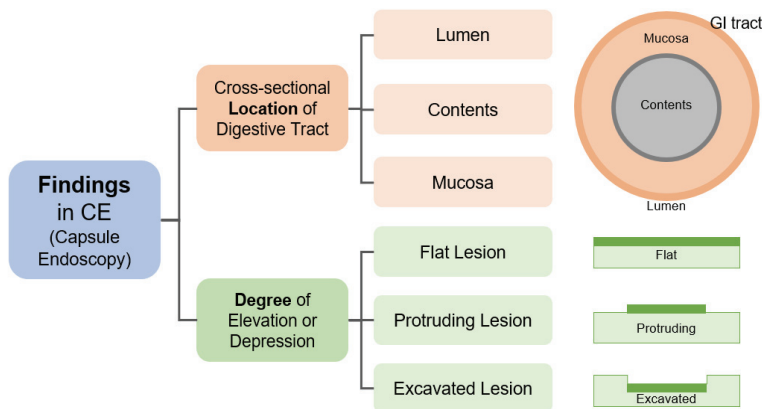 Findings
in CE
(Capsule
Endoscopy)
Cross-sectional
Location of
Digestive Tract
Degree of
Elevation or
Depression
Lumen
Contents
Mucosa
Flat Lesion
Protruding Lesion
Excavated Lesion
GI tract
Mucosa
Contents
Lumen
Flat
Protruding
Excavated